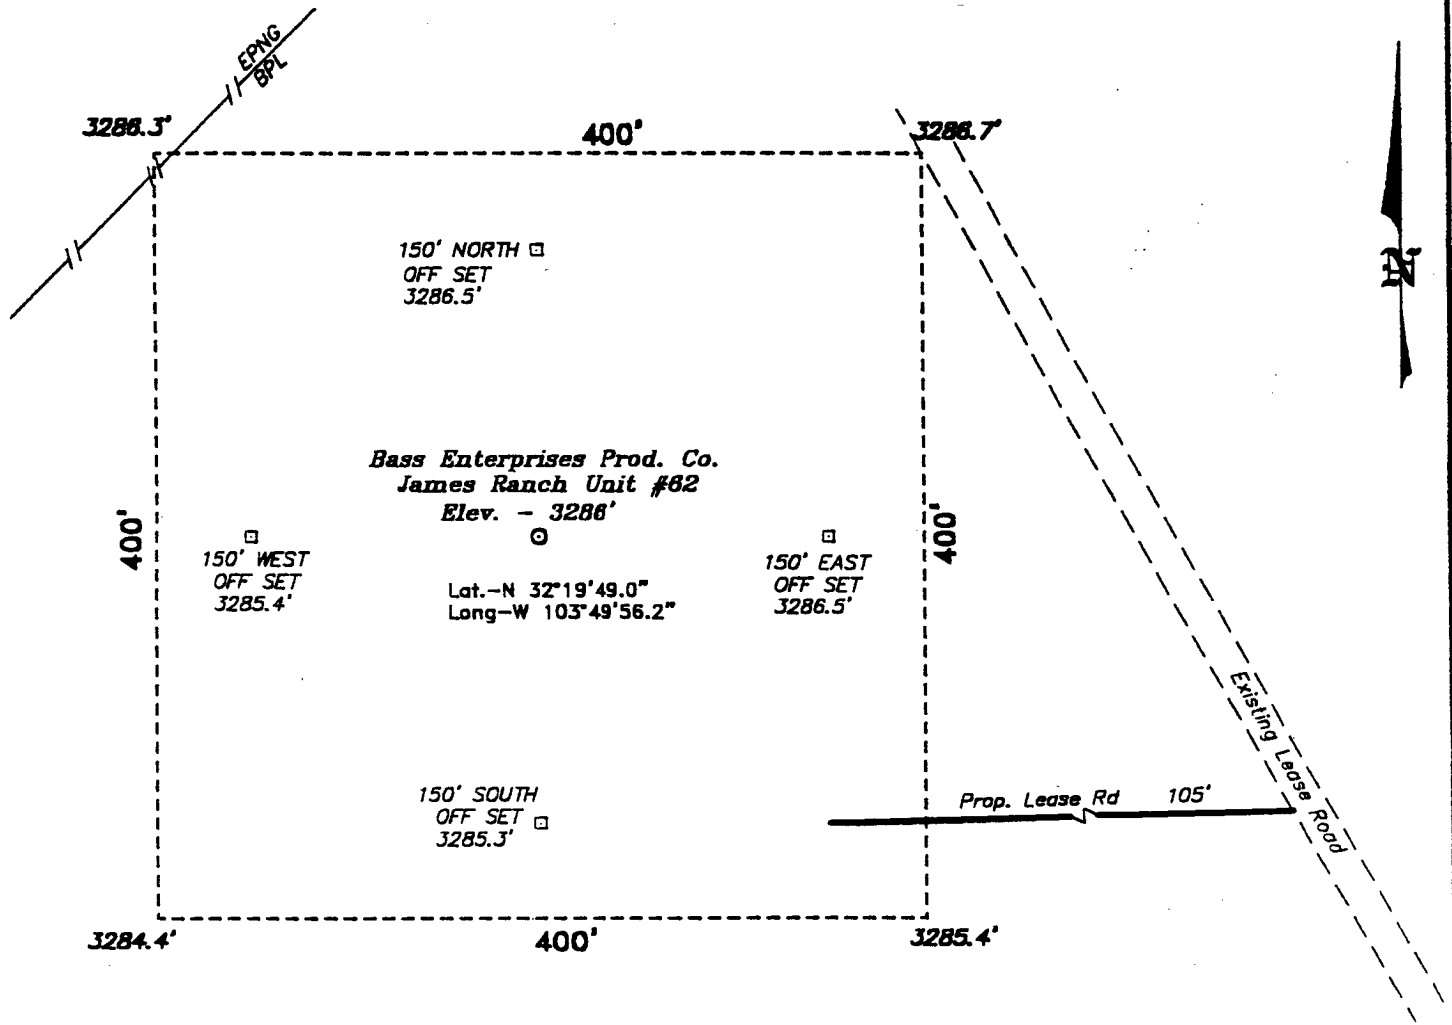 EPNG
BPL
3286.3'
400'
3286.7'
150' NORTH
OFF SET
3286.5'
N
Bass Enterprises Prod. Co.
James Ranch Unit #62
Elev. - 3286'
400'
400'
150' WEST
OFF SET
3285.4'
150' EAST
OFF SET
3286.5'
Lat.-N 32°19'49.0"
Long-W 103°49'56.2"
Existing Lease Road
150' SOUTH
OFF SET
3285.3'
Prop. Lease Rd 105'
3284.4'
400'
3285.4'